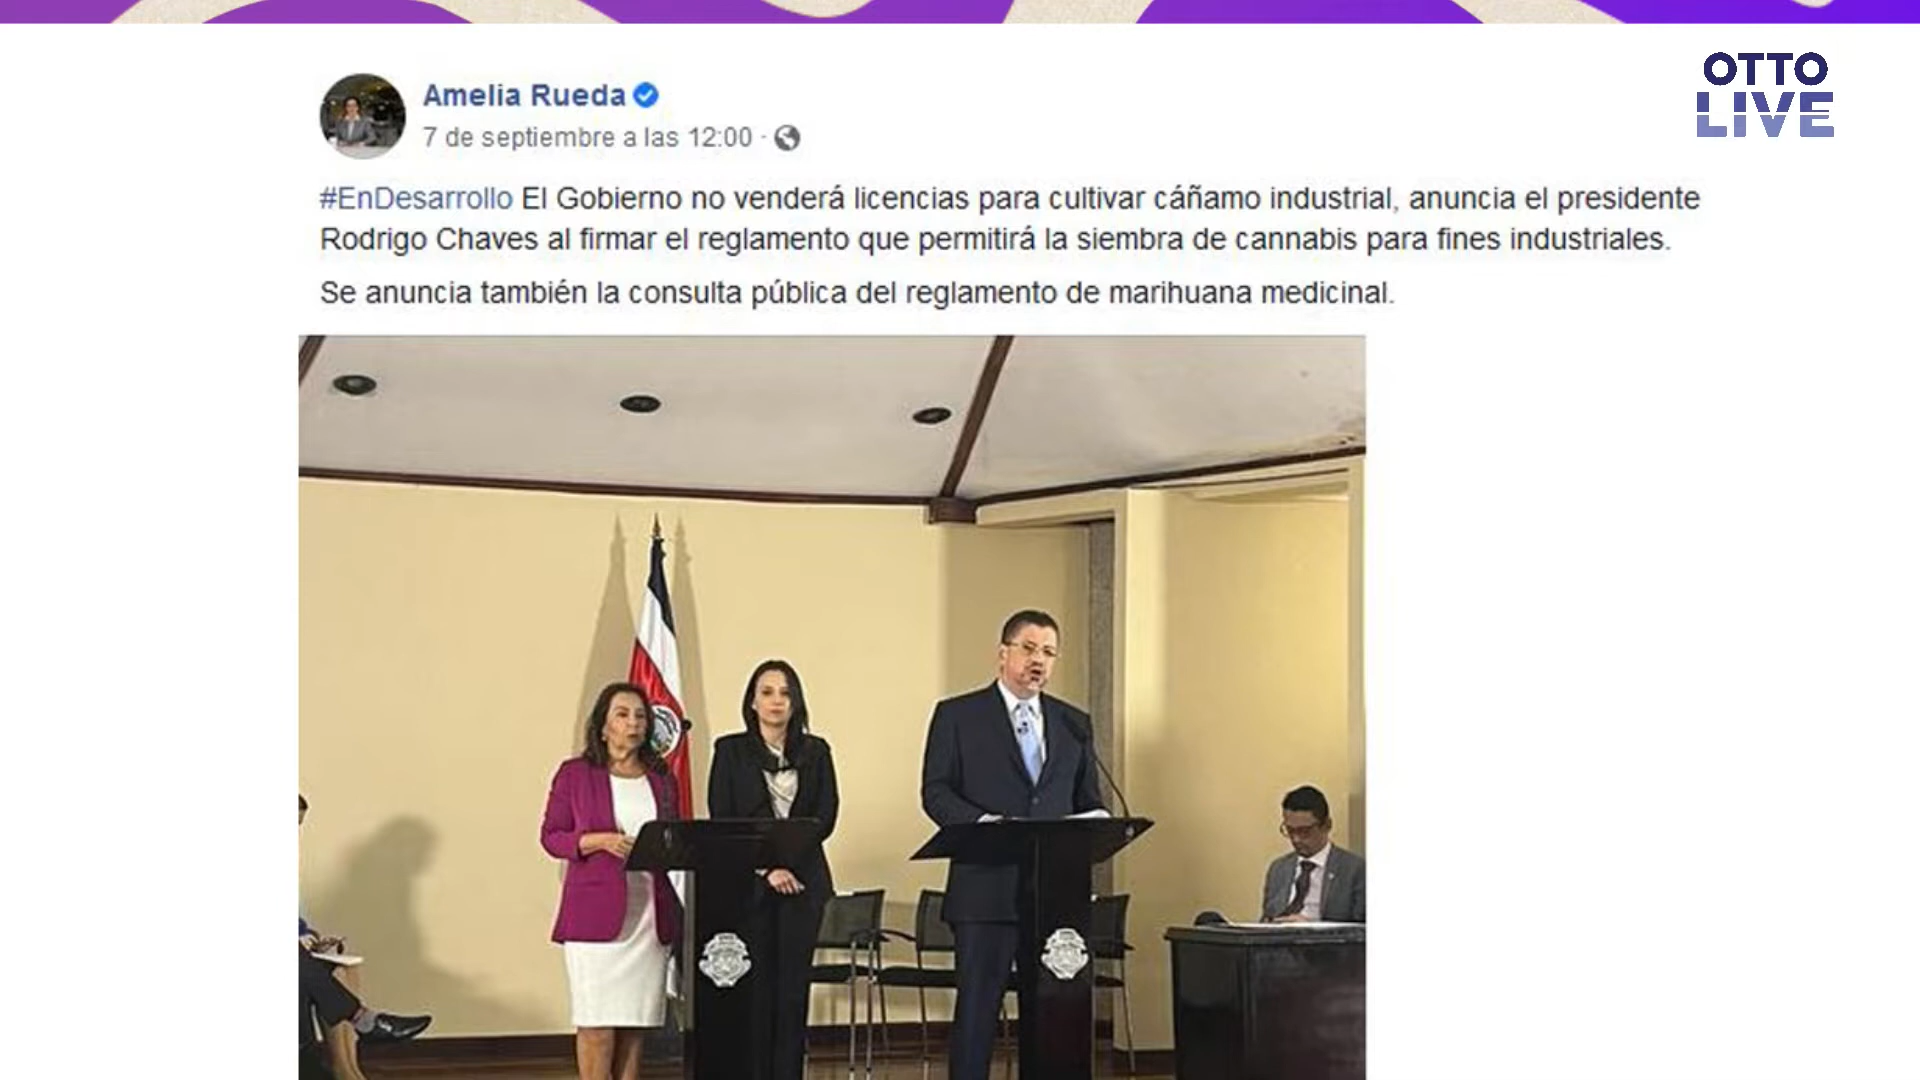 OTTO
LIVE
Amelia Rueda
7 de septiembre a las 12:00 ·
#EnDesarrollo El Gobierno no venderá licencias para cultivar cáñamo industrial, anuncia el presidente
Rodrigo Chaves al firmar el reglamento que permitirá la siembra de cannabis para fines industriales.
Se anuncia también la consulta pública del reglamento de marihuana medicinal.